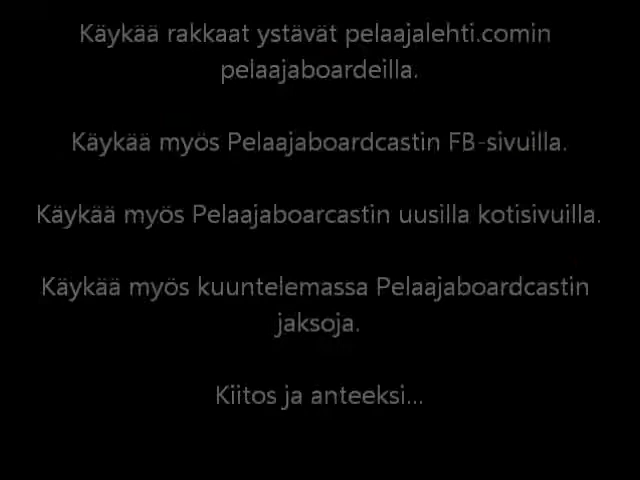 Käykää rakkaat ystävät pelaajalehti.comin
pelaajaboardeilla.
Käykää myös Pelaajaboardcastin FB-sivuilla.
Käykää myös Pelaajaboarcastin uusilla kotisivuilla.
Käykää myös kuuntelemassa Pelaajaboardcastin
jaksoja.
Kiitos ja anteeksi...